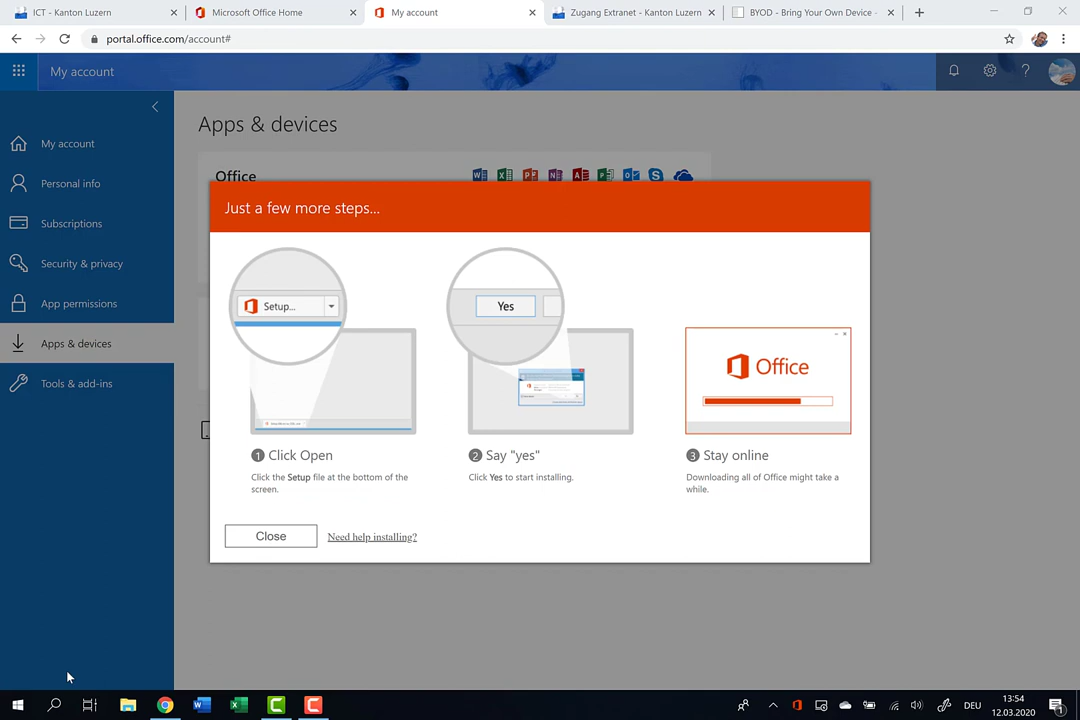 ICT - Kanton Luzern
Microsoft Office Home
My account
Zugang Extranet - Kanton Luzern
BYOD - Bring Your Own Device -
portal.office.com/account#
My account
My account
Personal info
Subscriptions
Security & privacy
App permissions
Apps & devices
Tools & add-ins
Apps & devices
Office
Just a few more steps...
Setup...
Yes
Office
1 Click Open
Click the Setup file at the bottom of the
screen.
2 Say "yes"
Click Yes to start installing.
3 Stay online
Downloading all of Office might take a
while.
Close
Need help installing?
DEU
13:54
12.03.2020
1